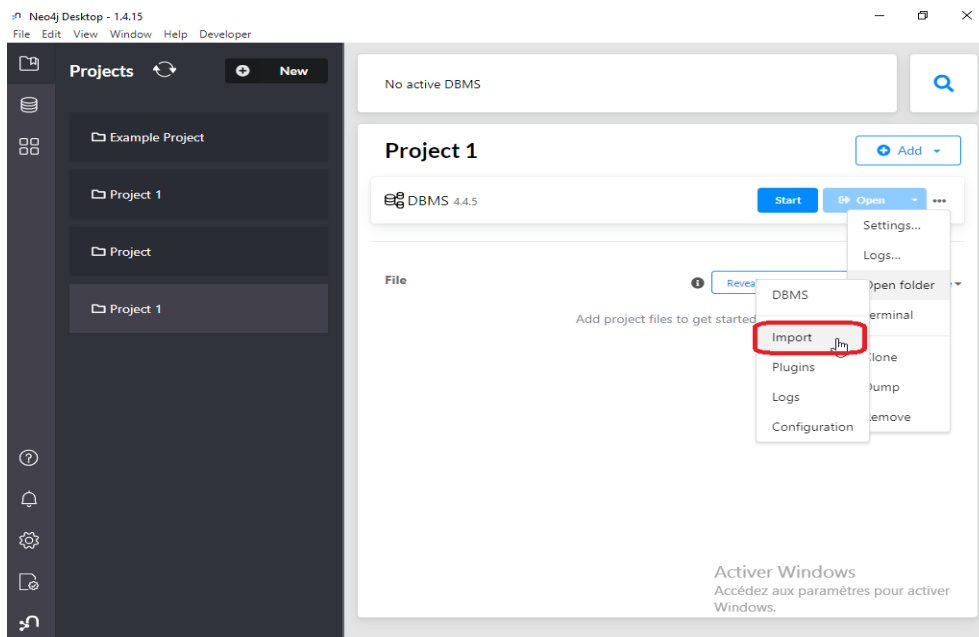 Neo4j Desktop - 1.4.15
File Edit View Window Help Developer
Projects
New
Example Project
Project 1
Project
Project 1
No active DBMS
Project 1
Add
DBMS 4.4.5
Start
Open
Settings...
Logs...
Open folder
Terminal
Clone
Dump
Remove
File
Revea
Add project files to get started
DBMS
Import
Plugins
Logs
Configuration
Activer Windows
Accédez aux paramètres pour activer
Windows.